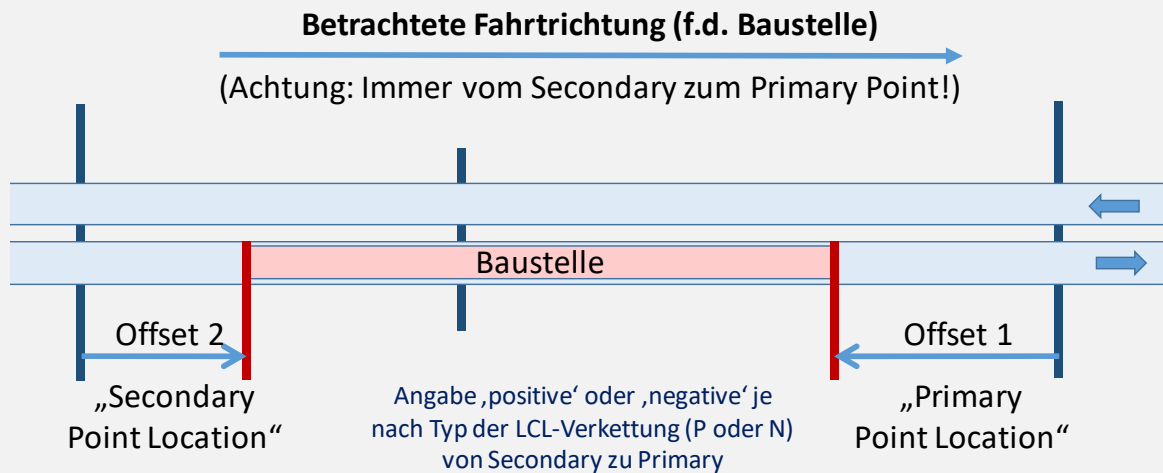 Betrachtete Fahrtrichtung (f.d. Baustelle)
(Achtung: Immer vom Secondary zum Primary Point!)
Baustelle
Offset 2
Offset 1
„Secondary
Point Location“
Angabe ‚positive‘ oder ‚negative‘ je
nach Typ der LCL-Verkettung (P oder N)
von Secondary zu Primary
„Primary
Point Location“